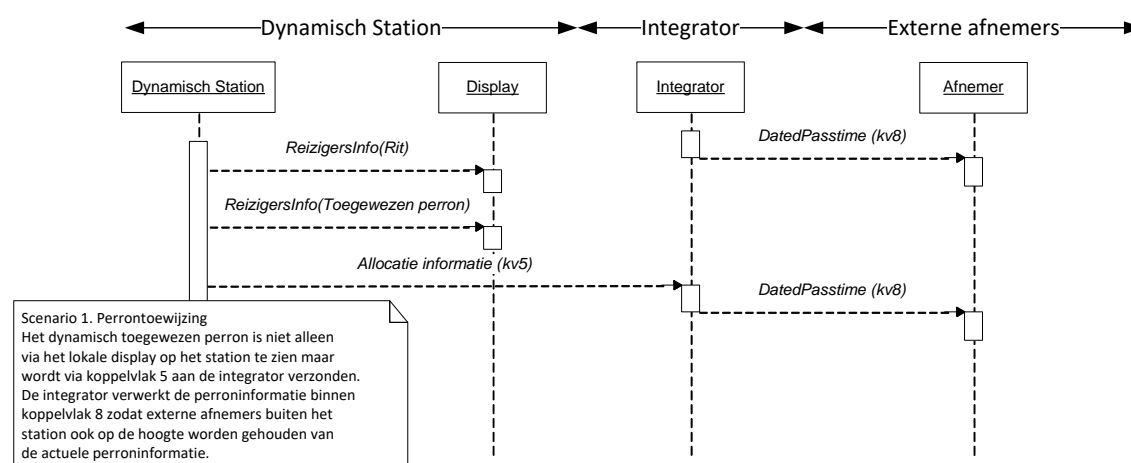 Dynamisch Station Integrator Externe afnemers
Dynamisch Station Display Integrator Afnemer
DatedPasstime (kv8)
ReizigersInfo(Rit)
ReizigersInfo(Toegewezen perron)
Allocatie informatie (kv5)
DatedPasstime (kv8)
Scenario 1. Perrontoewijzing
Het dynamisch toegewezen perron is niet alleen
via het lokale display op het station te zien maar
wordt via koppelvlak 5 aan de integrator verzonden.
De integrator verwerkt de perroninformatie binnen
koppelvlak 8 zodat externe afnemers buiten het
station ook op de hoogte worden gehouden van
de actuele perroninformatie.